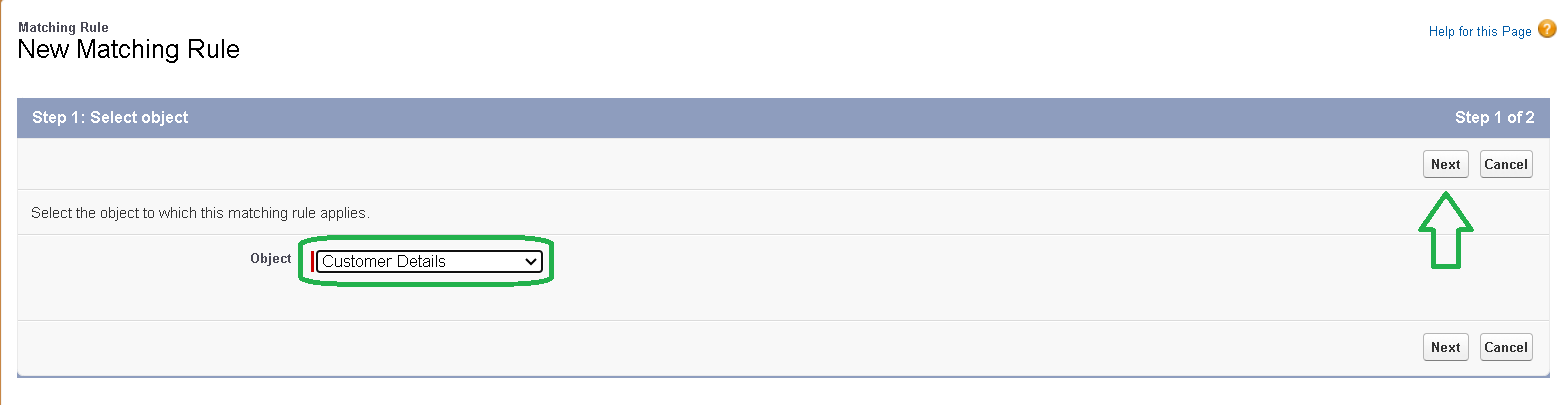 Matching Rule
New Matching Rule
Help for this Page ?
Step 1: Select object Step 1 of 2
Next Cancel
Select the object to which this matching rule applies.
Object Customer Details
Next Cancel